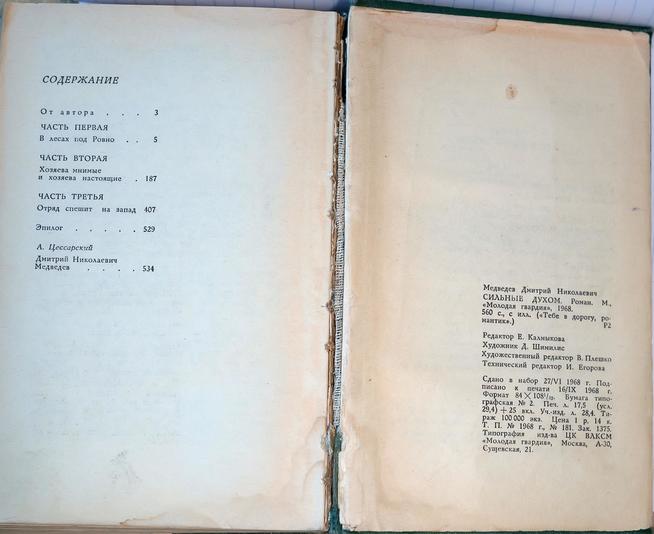 СОДЕРЖАНИЕ
От автора . . . 3
ЧАСТЬ ПЕРВАЯ
В лесах под Ровно . . 5
ЧАСТЬ ВТОРАЯ
Хозяева мнимые
и хозяева настоящие . 187
ЧАСТЬ ТРЕТЬЯ
Отряд спешит на запад 407
Эпилог . . . . . 529
А. Цессарский
Дмитрий Николаевич
Медведев . . . . 534
Медведев Дмитрий Николаевич
СИЛЬНЫЕ ДУХОМ. Роман. М.,
«Молодая гвардия», 1968.
560 с., с илл. («Тебе в дорогу, ро-
мантик».)
Р2
Редактор Е. Калмыкова
Художник Д. Шимилис
Художественный редактор В. Плешко
Технический редактор И. Егорова
Сдано в набор 27/VI 1968 г. Под-
писано к печати 16/IX 1968 г.
Формат 84×108¹/₃₂. Бумага типо-
графская № 2. Печ. л. 17,5 (усл.
29,4) + 25 вкл. Уч.-изд. л. 28,4. Ти-
раж 100 000 экз. Цена 1 р. 14 к.
Т. П. № 1968 г., № 181. Зак. 1375.
Типография изд-ва ЦК ВЛКСМ
«Молодая гвардия», Москва, А-30,
Сущевская, 21.